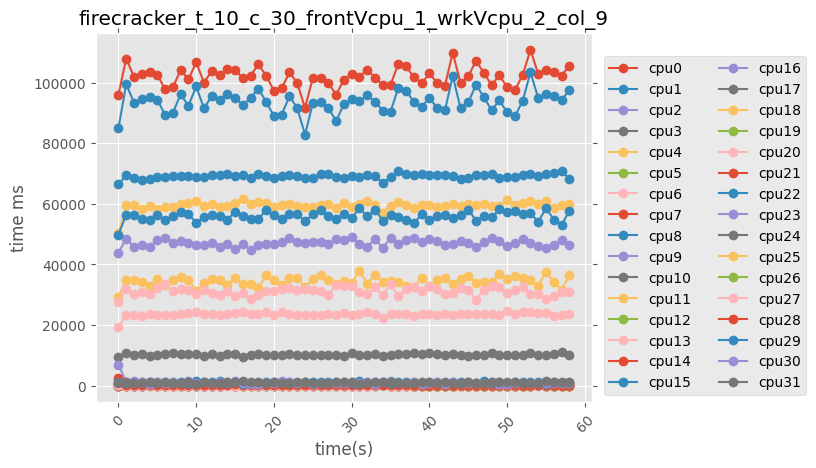 firecracker_t_10_c_30_frontVcpu_1_wrkVcpu_2_col_9
time ms
100000
80000
60000
40000
20000
0
0
10
20
30
40
50
60
time(s)
cpu0
cpu1
cpu2
cpu3
cpu4
cpu5
cpu6
cpu7
cpu8
cpu9
cpu10
cpu11
cpu12
cpu13
cpu14
cpu15
cpu16
cpu17
cpu18
cpu19
cpu20
cpu21
cpu22
cpu23
cpu24
cpu25
cpu26
cpu27
cpu28
cpu29
cpu30
cpu31